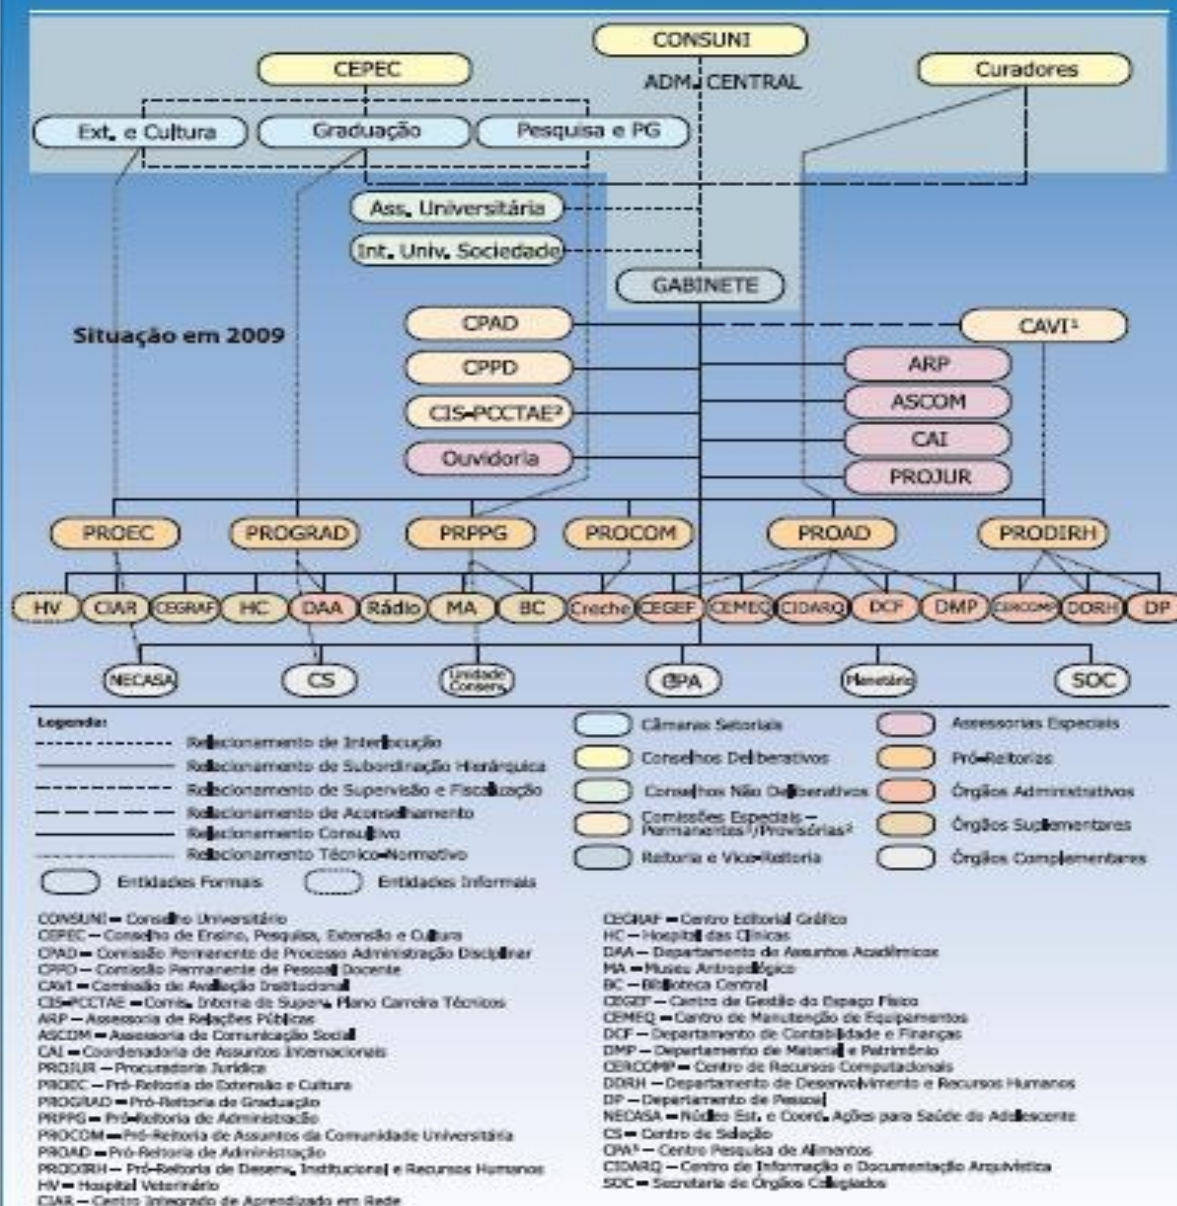 CONSUNI
CEPEC
ADM. CENTRAL
Curadores
Ext. e Cultura
Graduação
Pesquisa e PG
Ass. Universitária
Int. Univ. Sociedade
GABINETE
Situação em 2009
CPAD
CAVI¹
CPPD
ARP
CIS-PCCTAE²
ASCOM
CAI
Ouvidoria
PROJUR
PROEC
PROGRAD
PRPPG
PROCOM
PROAD
PRODIRH
HV
CIAR
CEGRAF
HC
DAA
Rádio
MA
BC
Creche
CEGEF
CEMEQ
CIDARQ
DCF
DMP
CERCOMP
DDRH
DP
NECASA
CS
Unidade Conserv.
CPA
Planetário
SOC
Legenda:
Relacionamento de Interlocução
Relacionamento de Subordinação Hierárquica
Relacionamento de Supervisão e Fiscalização
Relacionamento de Aconselhamento
Relacionamento Consultivo
Relacionamento Técnico-Normativo
Entidades Formais
Entidades Informais
Câmaras Setoriais
Conselhos Deliberativos
Conselhos Não Deliberativos
Comissões Especiais –
Permanentes¹/Provisórias²
Reitoria e Vice-Reitoria
Assessorias Especiais
Pró-Reitorias
Órgãos Administrativos
Órgãos Suplementares
Órgãos Complementares
CONSUNI – Conselho Universitário
CEPEC – Conselho de Ensino, Pesquisa, Extensão e Cultura
CPAD – Comissão Permanente de Processo Administração Disciplinar
CPPD – Comissão Permanente de Pessoal Docente
CAVI – Comissão de Avaliação Institucional
CIS-PCCTAE – Comis. Interna de Superv. Plano Carreira Técnicos
ARP – Assessoria de Relações Públicas
ASCOM – Assessoria de Comunicação Social
CAI – Coordenadoria de Assuntos Internacionais
PROJUR – Procuradoria Jurídica
PROEC – Pró-Reitoria de Extensão e Cultura
PROGRAD – Pró-Reitoria de Graduação
PRPPG – Pró-Reitoria de Administração
PROCOM – Pró-Reitoria de Assuntos da Comunidade Universitária
PROAD – Pró-Reitoria de Administração
PRODIRH – Pró-Reitoria de Desenv. Institucional e Recursos Humanos
HV – Hospital Veterinário
CIAR – Centro Integrado de Aprendizado em Rede
CEGRAF – Centro Editorial Gráfico
HC – Hospital das Clínicas
DAA – Departamento de Assuntos Acadêmicos
MA – Museu Antropológico
BC – Biblioteca Central
CEGEF – Centro de Gestão do Espaço Físico
CEMEQ – Centro de Manutenção de Equipamentos
DCF – Departamento de Contabilidade e Finanças
DMP – Departamento de Material e Patrimônio
CERCOMP – Centro de Recursos Computacionais
DDRH – Departamento de Desenvolvimento e Recursos Humanos
DP – Departamento de Pessoal
NECASA – Núcleo Est. e Coord. Ações para Saúde do Adolescente
CS – Centro de Seleção
CPA³ – Centro Pesquisa de Alimentos
CIDARQ – Centro de Informação e Documentação Arquivística
SOC – Secretaria de Órgãos Colegiados